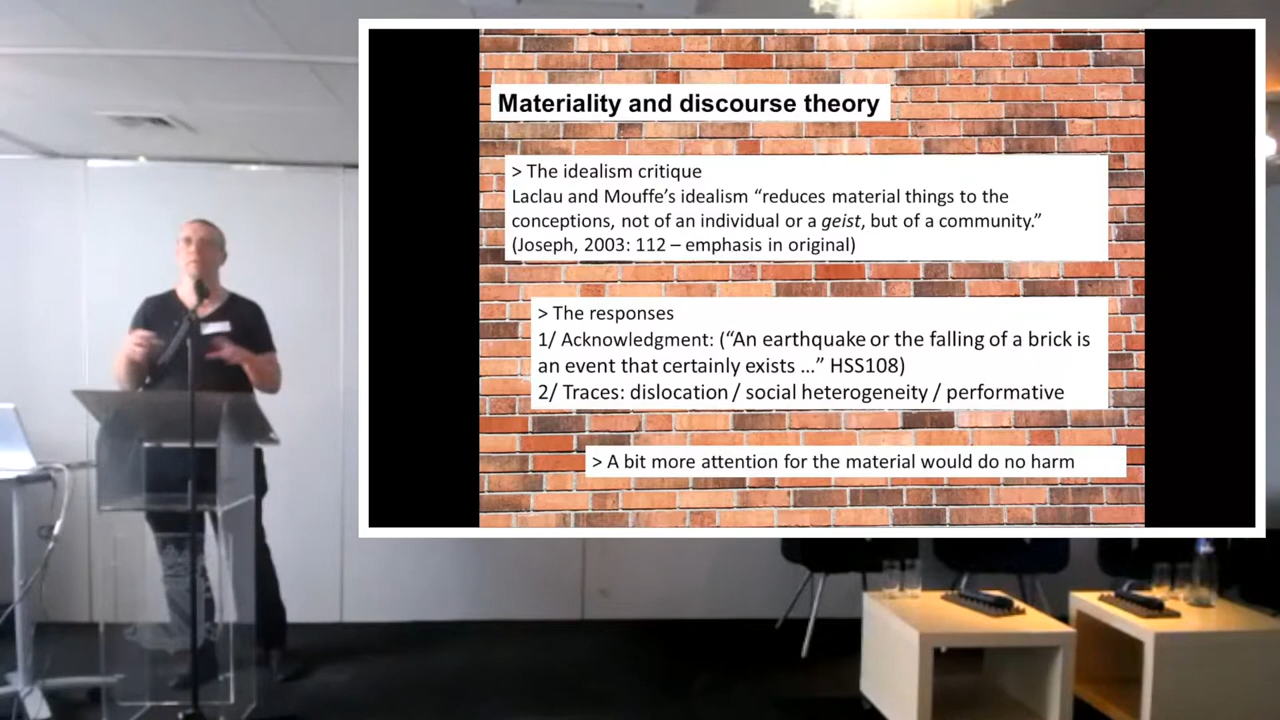 Materiality and discourse theory
> The idealism critique
Laclau and Mouffe’s idealism “reduces material things to the
conceptions, not of an individual or a geist, but of a community.”
(Joseph, 2003: 112 – emphasis in original)
> The responses
1/ Acknowledgment: (“An earthquake or the falling of a brick is
an event that certainly exists …” HSS108)
2/ Traces: dislocation / social heterogeneity / performative
> A bit more attention for the material would do no harm